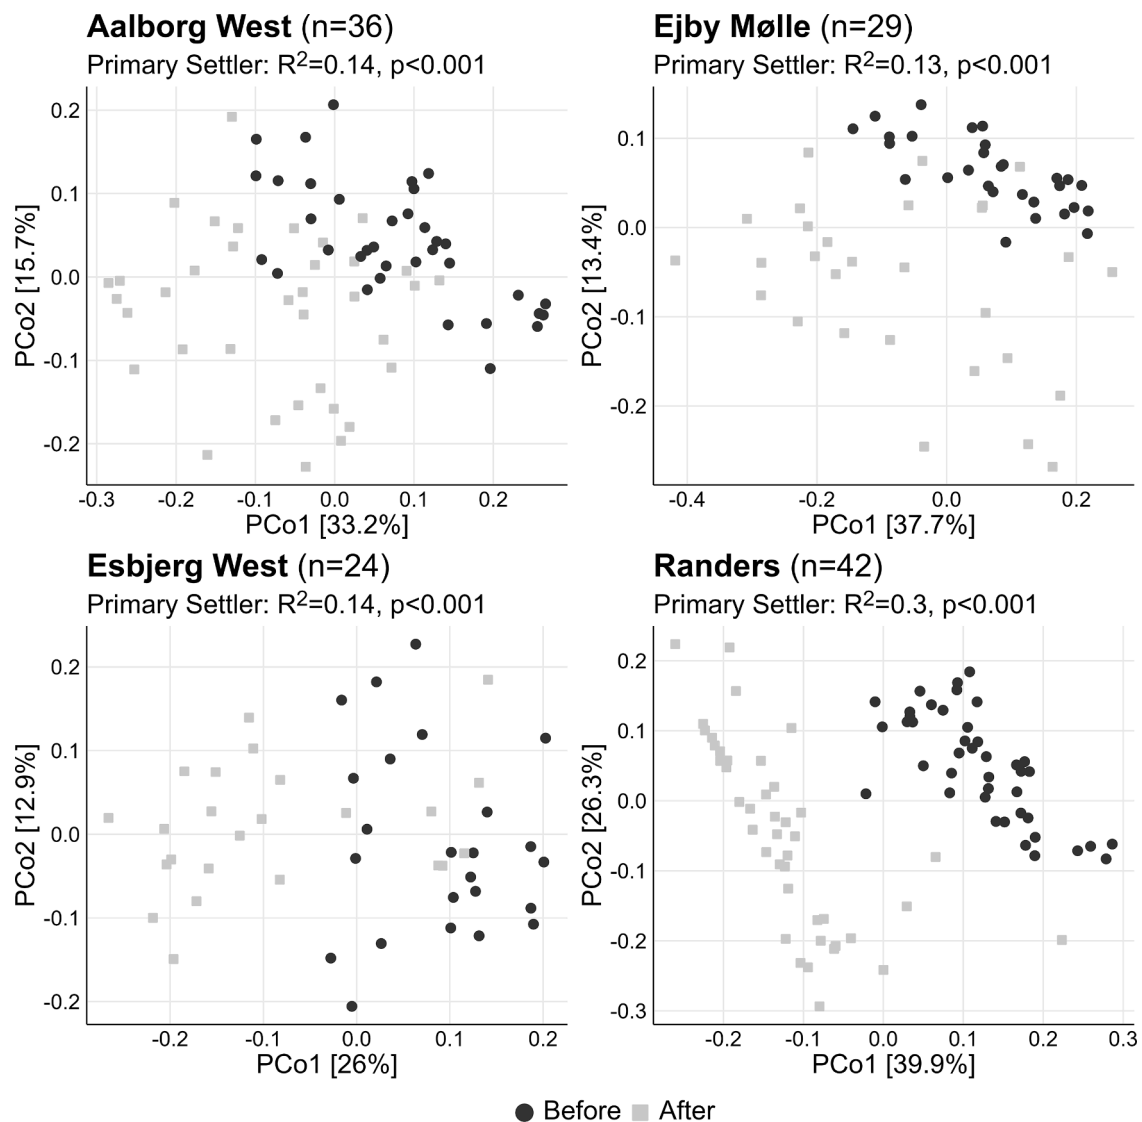 Aalborg West (n=36)
Primary Settler: R²=0.14, p<0.001
PCo2 [15.7%]
0.2
0.1
0.0
-0.1
-0.2
-0.3 -0.1 0.0 0.2
PCo1 [33.2%]
Ejby Mølle (n=29)
Primary Settler: R²=0.13, p<0.001
PCo2 [13.4%]
0.1
0.0
-0.1
-0.2
-0.4 -0.2 0.0 0.2
PCo1 [37.7%]
Esbjerg West (n=24)
Primary Settler: R²=0.14, p<0.001
PCo2 [12.9%]
0.2
0.1
0.0
-0.1
-0.2
-0.2 -0.1 0.0 0.1 0.2
PCo1 [26%]
Randers (n=42)
Primary Settler: R²=0.3, p<0.001
PCo2 [26.3%]
0.2
0.1
0.0
-0.1
-0.2
-0.3
-0.2 -0.1 0.0 0.1 0.2 0.3
PCo1 [39.9%]
Before After